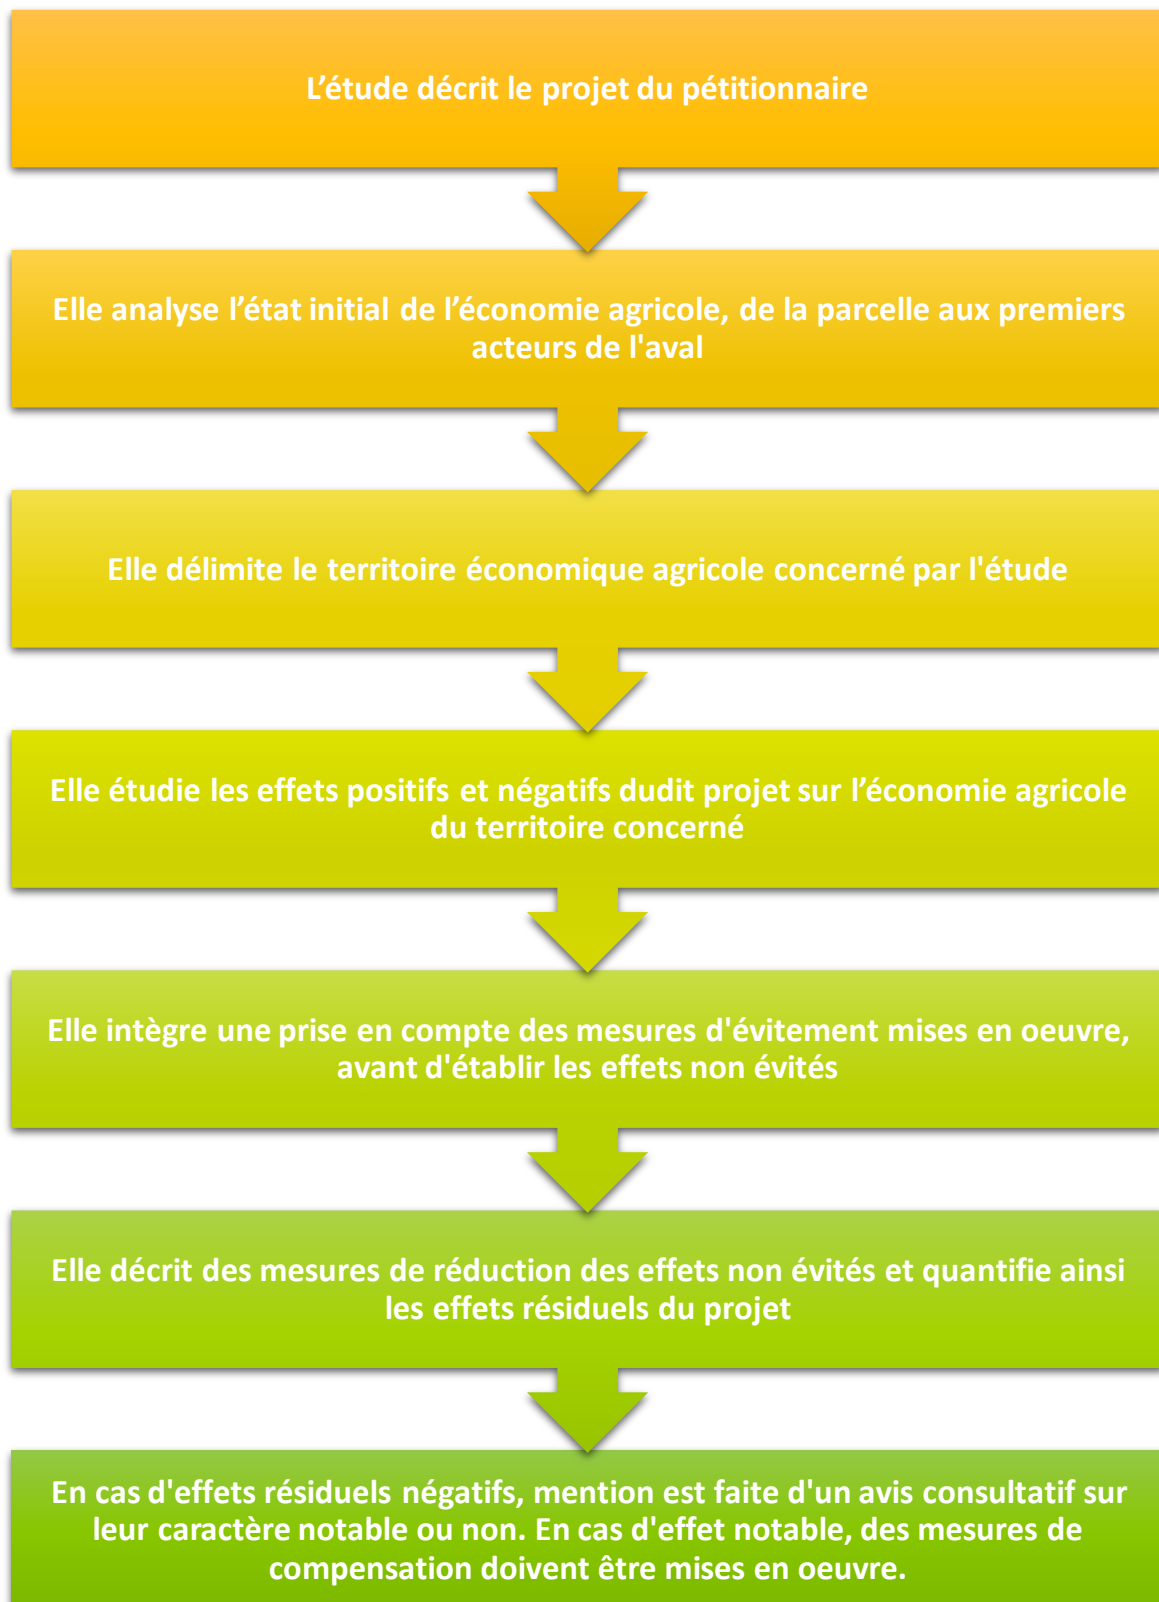 L’étude décrit le projet du pétitionnaire
Elle analyse l’état initial de l’économie agricole, de la parcelle aux premiers
acteurs de l'aval
Elle délimite le territoire économique agricole concerné par l'étude
Elle étudie les effets positifs et négatifs dudit projet sur l’économie agricole
du territoire concerné
Elle intègre une prise en compte des mesures d'évitement mises en oeuvre,
avant d'établir les effets non évités
Elle décrit des mesures de réduction des effets non évités et quantifie ainsi
les effets résiduels du projet
En cas d'effets résiduels négatifs, mention est faite d'un avis consultatif sur
leur caractère notable ou non. En cas d'effet notable, des mesures de
compensation doivent être mises en oeuvre.